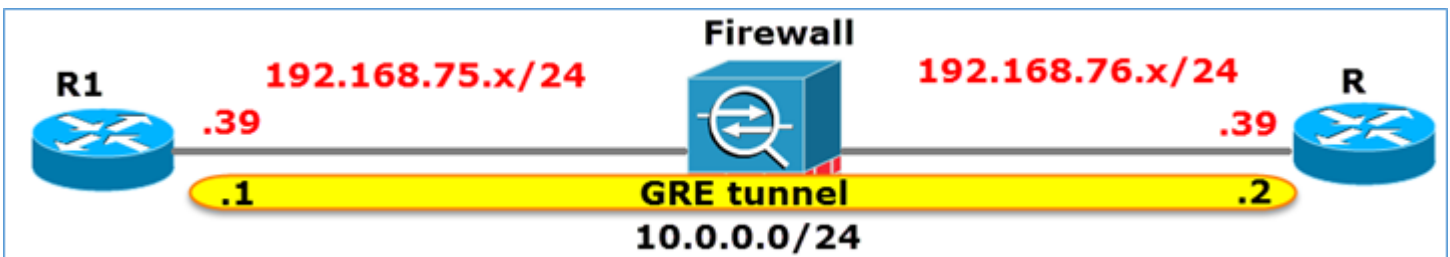 Firewall
192.168.75.x/24
192.168.76.x/24
R1
R
.39
.39
.1
GRE tunnel
.2
10.0.0.0/24